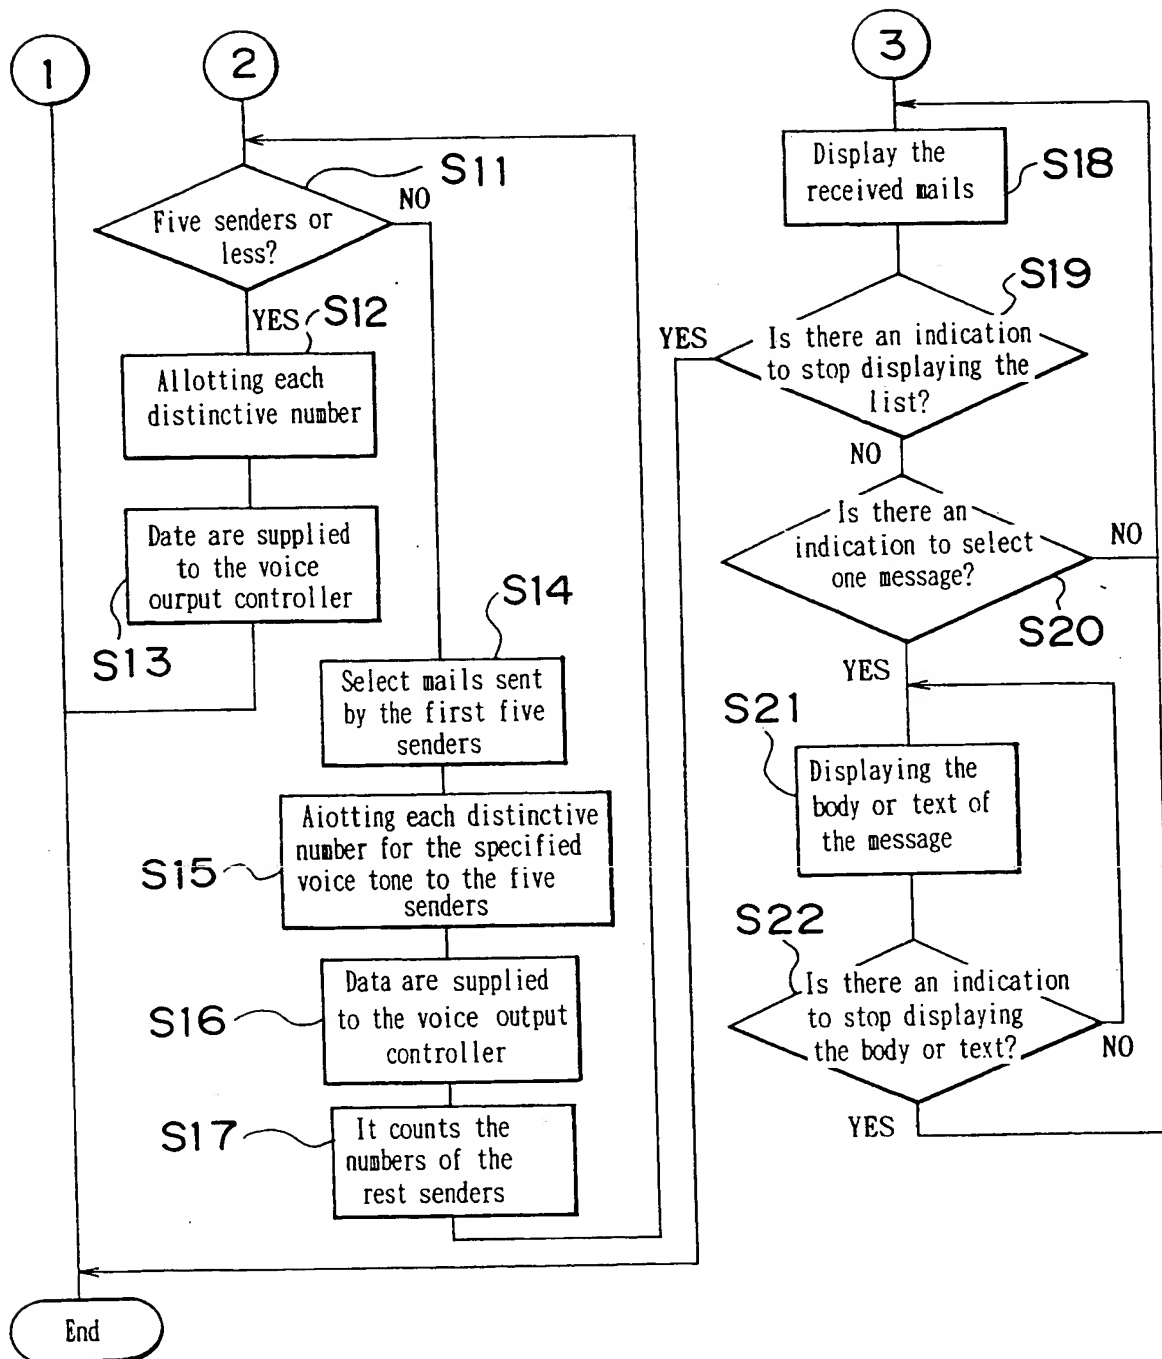 1
2
S11
NO
Five senders or
less?
YES
S12
Allotting each
distinctive number
Date are supplied
to the voice
ourput controller
S13
S14
Select mails sent
by the first five
senders
Aiotting each distinctive
number for the specified
voice tone to the five
senders
S15
Data are supplied
to the voice output
controller
S16
S17
It counts the
numbers of the
rest senders
End
3
Display the
received mails
S18
S19
YES
Is there an indication
to stop displaying the
list?
NO
Is there an
indication to select
one message?
NO
S20
YES
S21
Displaying the
body or text of
the message
S22
Is there an indication
to stop displaying
the body or text?
NO
YES